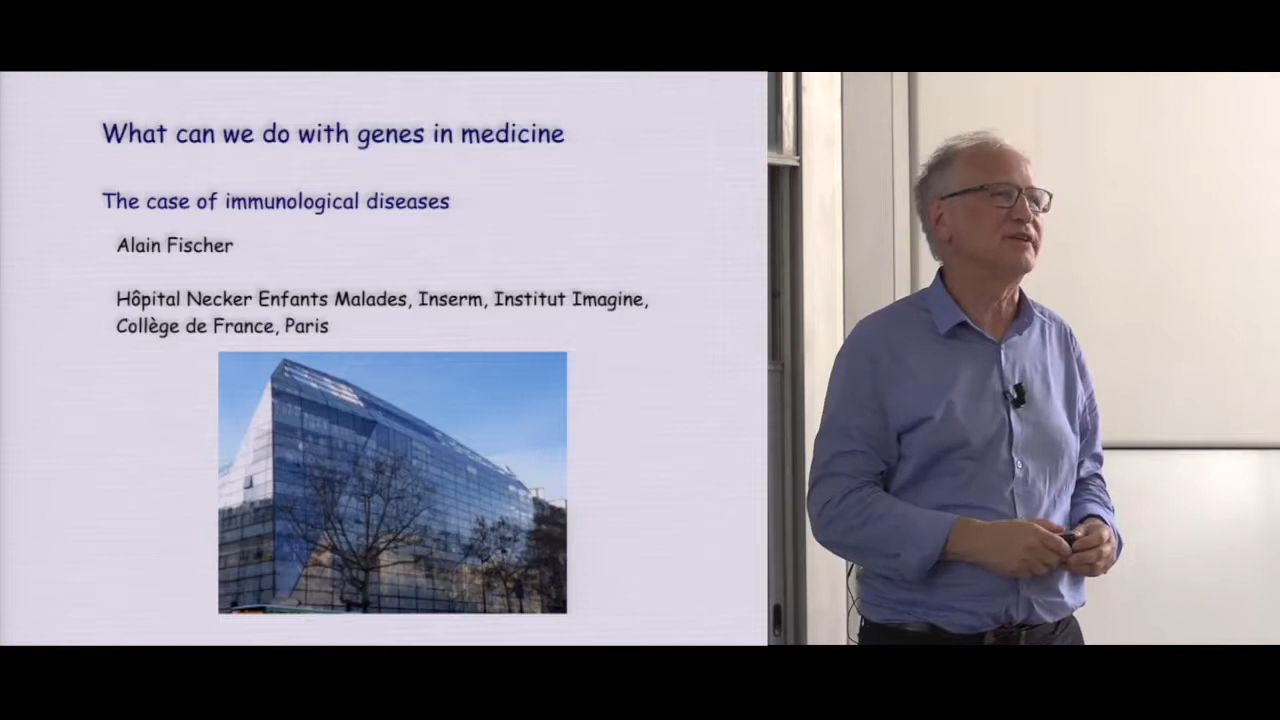 What can we do with genes in medicine
The case of immunological diseases
Alain Fischer
Hôpital Necker Enfants Malades, Inserm, Institut Imagine,
Collège de France, Paris